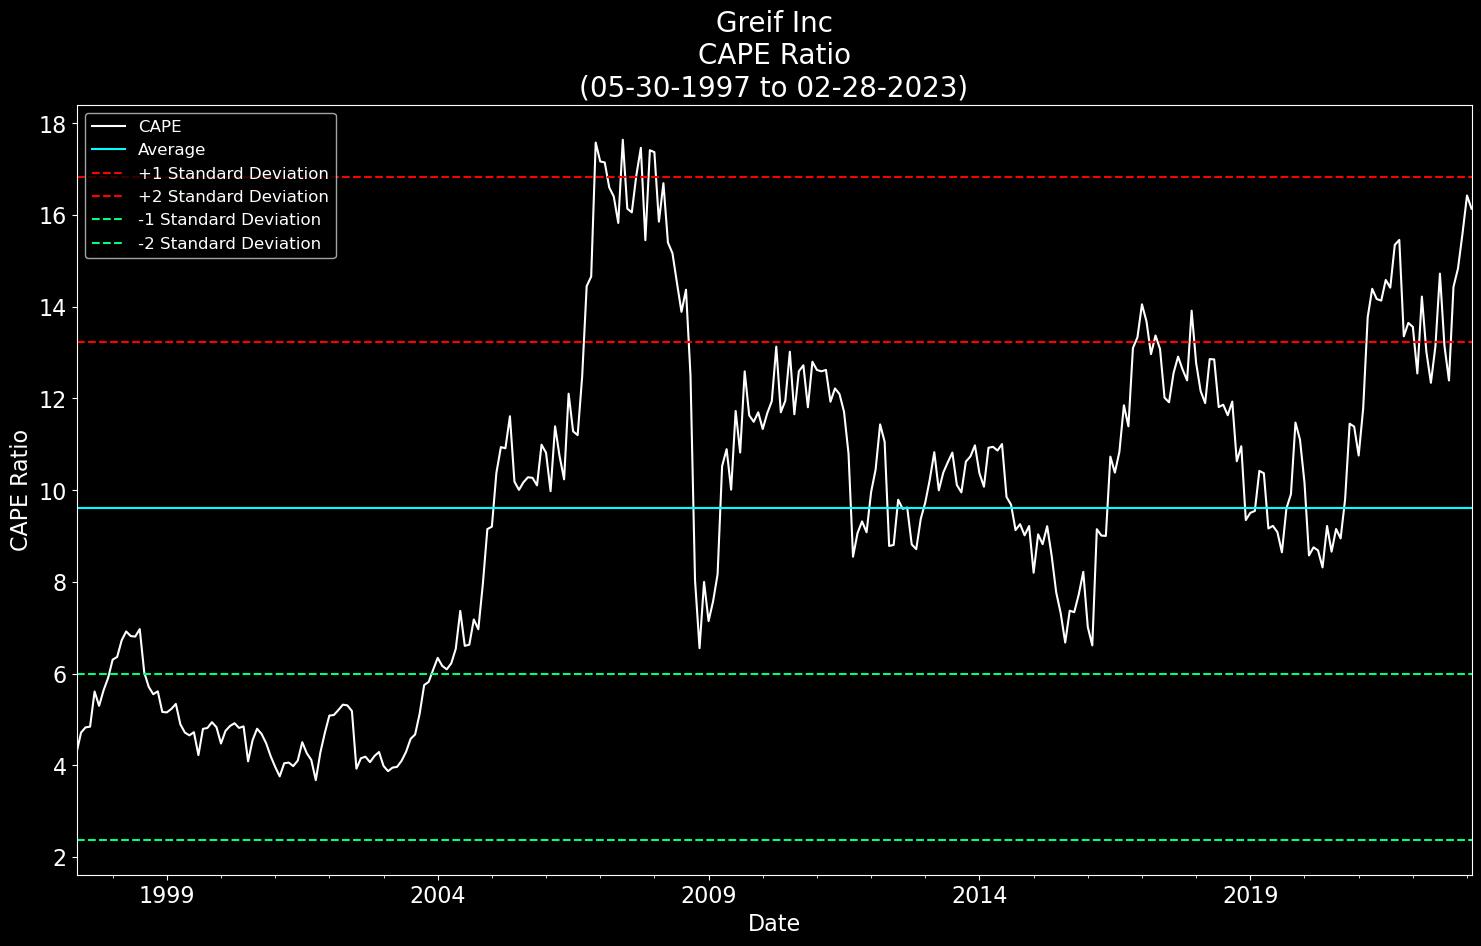 Greif Inc
CAPE Ratio
(05-30-1997 to 02-28-2023)
CAPE
Average
+1 Standard Deviation
+2 Standard Deviation
-1 Standard Deviation
-2 Standard Deviation
18
16
14
12
10
8
6
4
2
CAPE Ratio
1999 2004 2009 2014 2019
Date